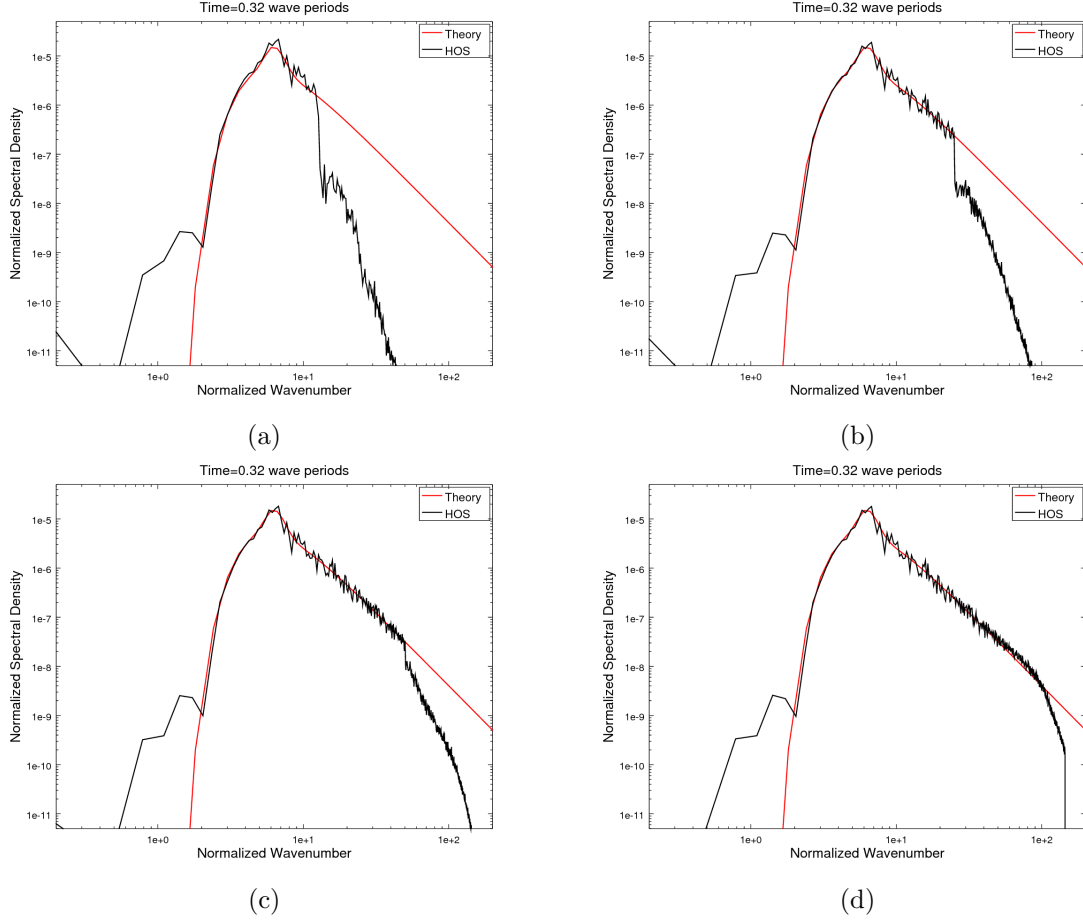 Time=0.32 wave periods
Theory
HOS
1e-5
1e-6
1e-7
1e-8
1e-9
1e-10
1e-11
Normalized Spectral Density
1e+0
1e+1
1e+2
Normalized Wavenumber
(a)
Time=0.32 wave periods
Theory
HOS
1e-5
1e-6
1e-7
1e-8
1e-9
1e-10
1e-11
Normalized Spectral Density
1e+0
1e+1
1e+2
Normalized Wavenumber
(b)
Time=0.32 wave periods
Theory
HOS
1e-5
1e-6
1e-7
1e-8
1e-9
1e-10
1e-11
Normalized Spectral Density
1e+0
1e+1
1e+2
Normalized Wavenumber
(c)
Time=0.32 wave periods
Theory
HOS
1e-5
1e-6
1e-7
1e-8
1e-9
1e-10
1e-11
Normalized Spectral Density
1e+0
1e+1
1e+2
Normalized Wavenumber
(d)